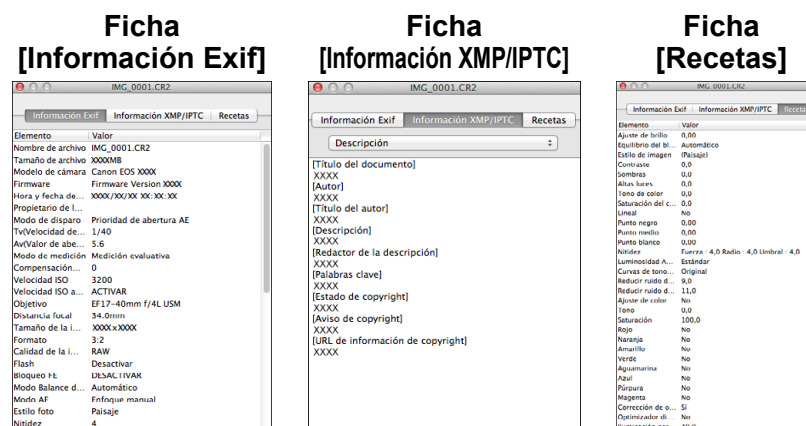 Ficha
[Información Exif]
IMG_0001.CR2
Información Exif Información XMP/IPTC Recetas
Elemento Valor
Nombre de archivo IMG_0001.CR2
Tamaño de archivo XXXXMB
Modelo de cámara Canon EOS XXXX
Firmware Firmware Version XXXX
Hora y fecha de... XXXX/XX/XX XX:XX:XX
Propietario de l...
Modo de disparo Prioridad de abertura AE
Tv(Velocidad de... 1/40
Av(Valor de abe... 5.6
Modo de medición Medición evaluativa
Compensación... 0
Velocidad ISO 3200
Velocidad ISO a... ACTIVAR
Objetivo EF17-40mm f/4L USM
Distancia focal 34.0mm
Tamaño de la i... XXXXxXXXX
Formato 3:2
Calidad de la i... RAW
Flash Desactivar
Bloqueo FE DESACTIVAR
Modo Balance d... Automático
Modo AF Enfoque manual
Estilo foto Paisaje
Nitidez 4
Ficha
[Información XMP/IPTC]
IMG_0001.CR2
Información Exif Información XMP/IPTC Recetas
Descripción
[Título del documento]
XXXX
[Autor]
XXXX
[Título del autor]
XXXX
[Descripción]
XXXX
[Redactor de la descripción]
XXXX
[Palabras clave]
XXXX
[Estado de copyright]
XXXX
[Aviso de copyright]
XXXX
[URL de información de copyright]
XXXX
Ficha
[Recetas]
IMG_0001.CR2
Información Exif Información XMP/IPTC Recetas
Elemento Valor
Ajuste de brillo 0,00
Equilibrio del bl... Automático
Estilo de imagen (Paisaje)
Contraste 0,0
Sombras 0,0
Altas luces 0,0
Tono de color 0,0
Saturación del c... 0,0
Lineal No
Punto negro 0,00
Punto medio 0,00
Punto blanco 0,00
Nitidez Fuerza : 4,0 Radio : 4,0 Umbral : 4,0
Luminosidad A... Estándar
Curvas de tono... Original
Reducir ruido d... 9,0
Reducir ruido d... 11,0
Ajuste de color No
Tono 0,0
Saturación 100,0
Rojo No
Naranja No
Amarillo No
Verde No
Aguamarina No
Azul No
Púrpura No
Magenta No
Corrección de o... Sí
Optimizador di... No